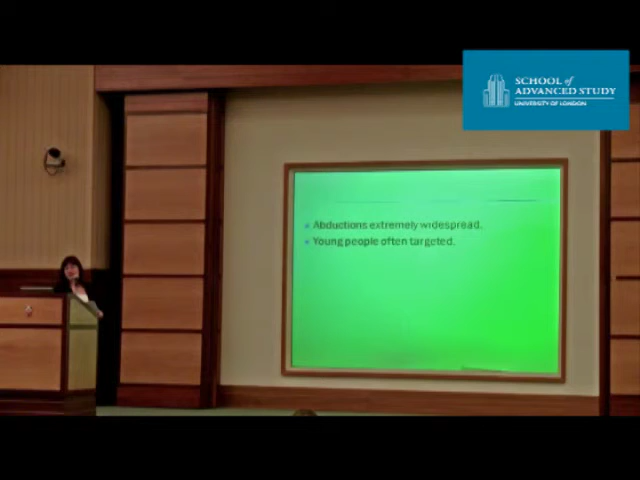 SCHOOL of
ADVANCED STUDY
UNIVERSITY OF LONDON
Abductions extremely widespread.
Young people often targeted.